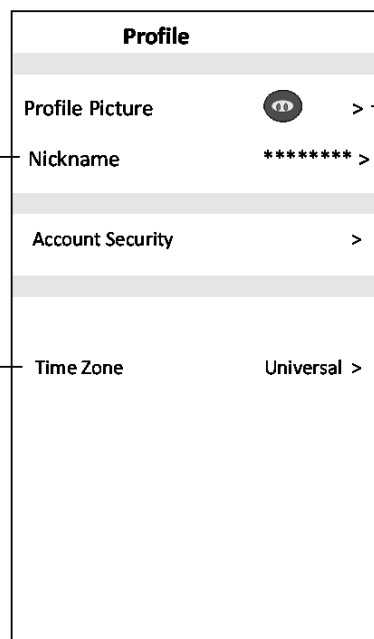 Profile
Profile Picture >
Nickname ******** >
Account Security >
Time Zone Universal >